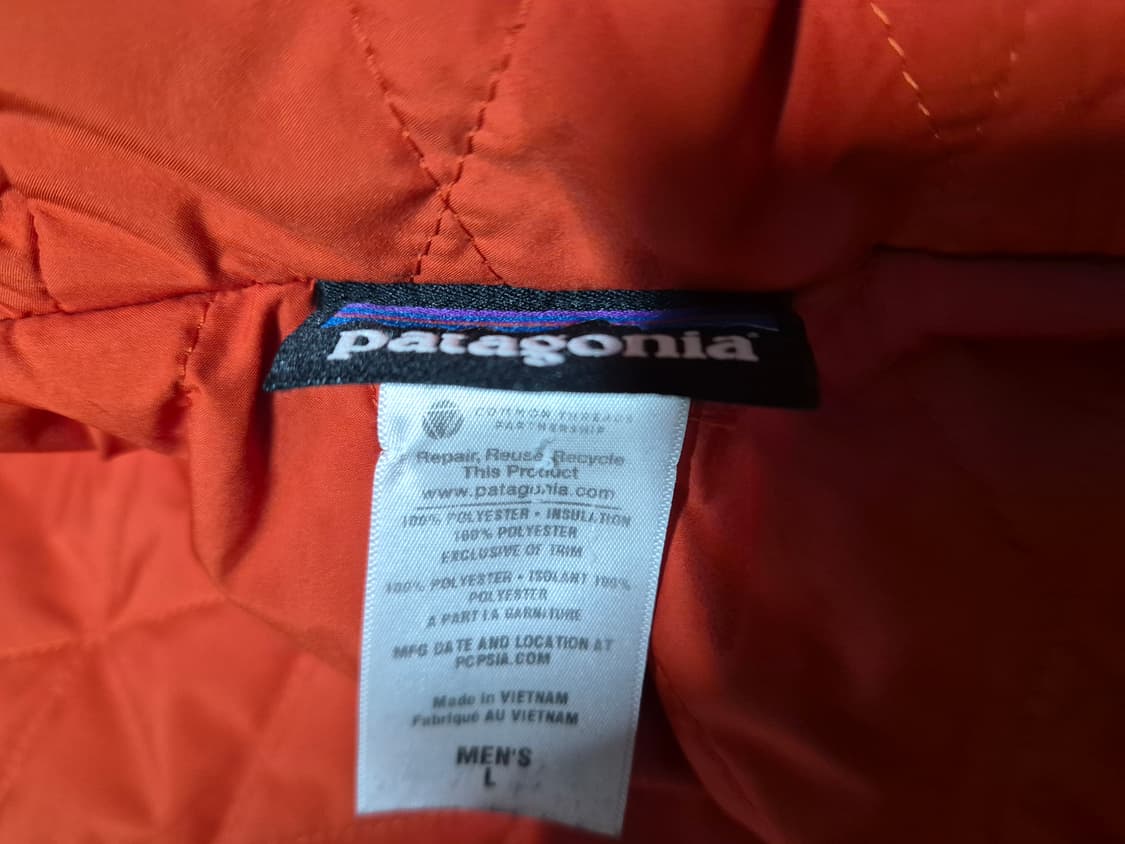 patagonia
COMMON THREADS
PARTNERSHIP
Repair, Reuse, Recycle
This Product
www.patagonia.com
100% POLYESTER • INSULATION
100% POLYESTER
EXCLUSIVE OF TRIM
100% POLYESTER • ISOLANT 100%
POLYESTER
A PART LA GARNITURE
MFG DATE AND LOCATION AT
PCPSIA.COM
Made in VIETNAM
Fabriqué AU VIETNAM
MEN'S
L